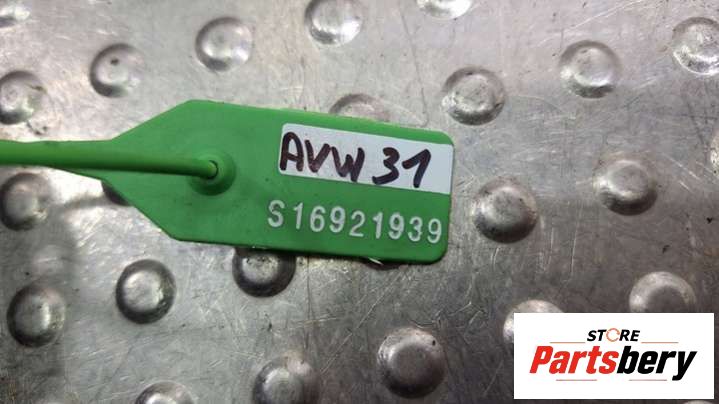 AVW 31
S16921939
STORE
Partsbery